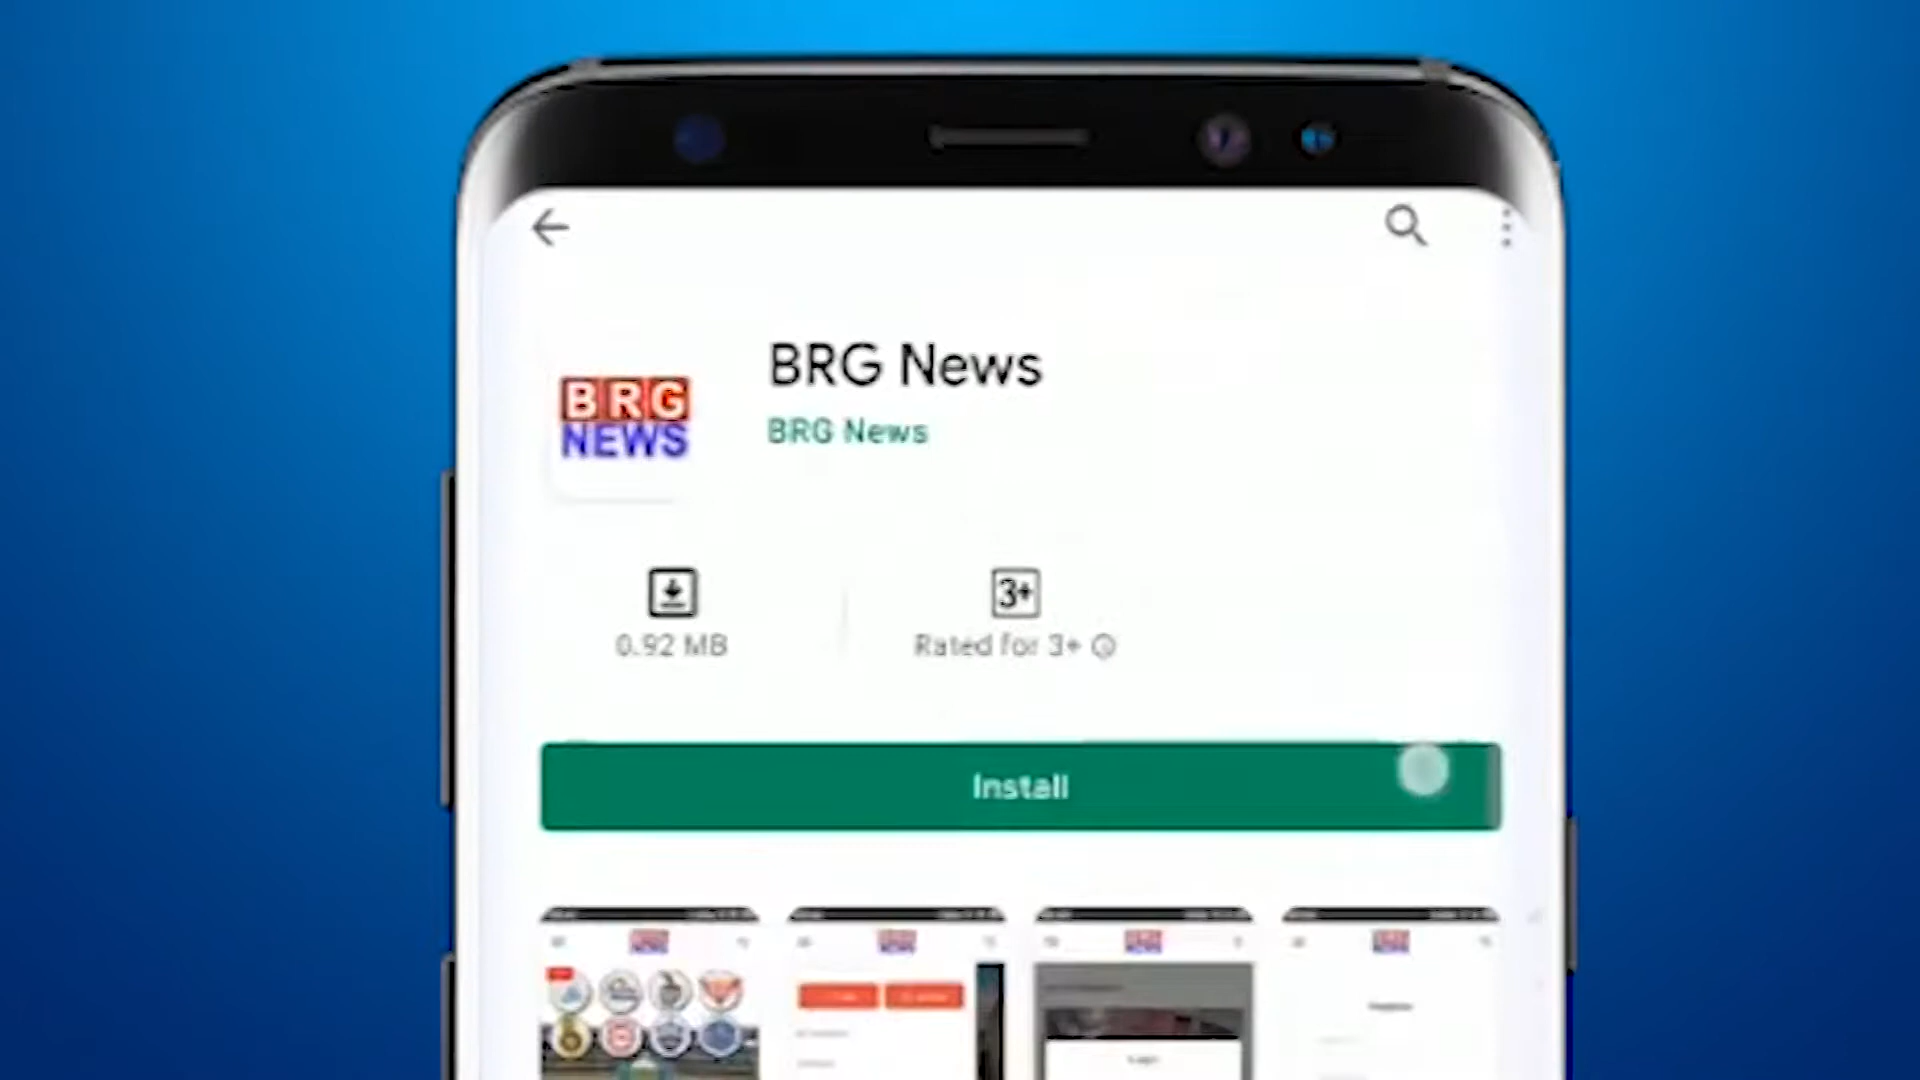 BRG News
BRG News
BRG
NEWS
0.92 MB
3+
Rated for 3+
Install